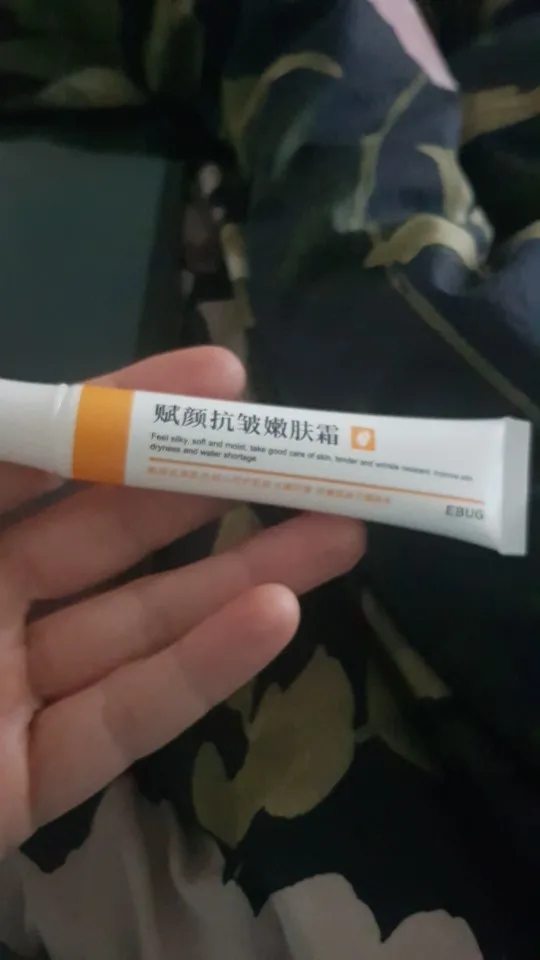 赋颜抗皱嫩肤霜
Feel silky, soft and moist, take good care of skin, tender and wrinkle resistant improve skin
dryness and water shortage
EBUG